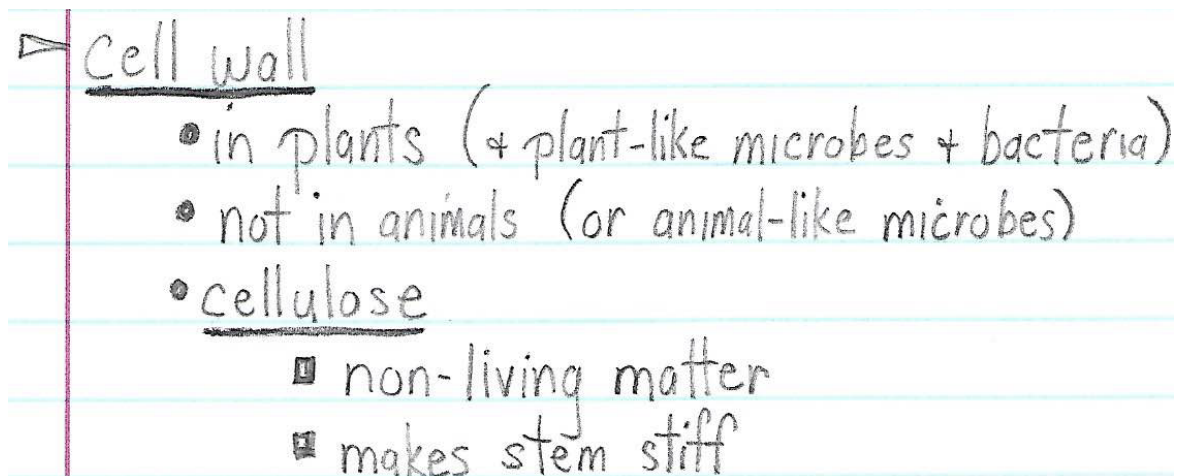 Cell wall
• in plants (+ plant-like microbes + bacteria)
• not in animals (or animal-like microbes)
• cellulose
▪ non-living matter
▪ makes stem stiff